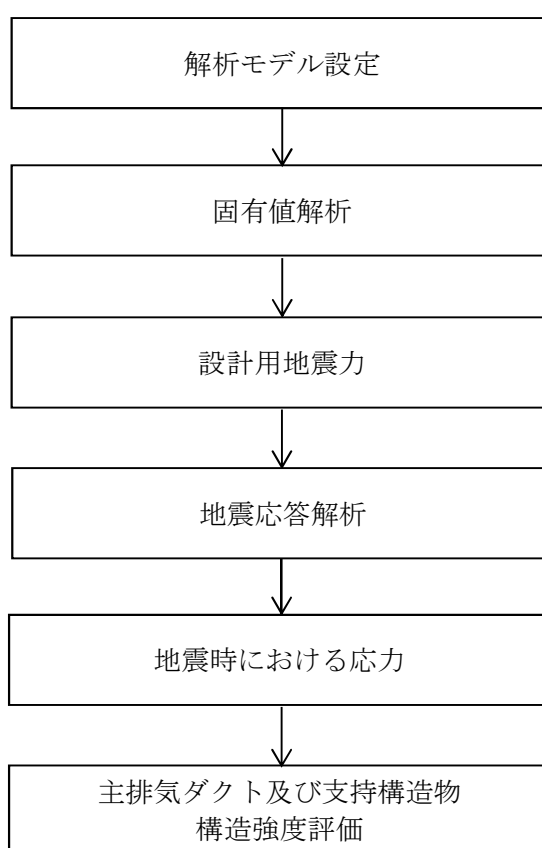 解析モデル設定
固有値解析
設計用地震力
地震応答解析
地震時における応力
主排気ダクト及び支持構造物
構造強度評価